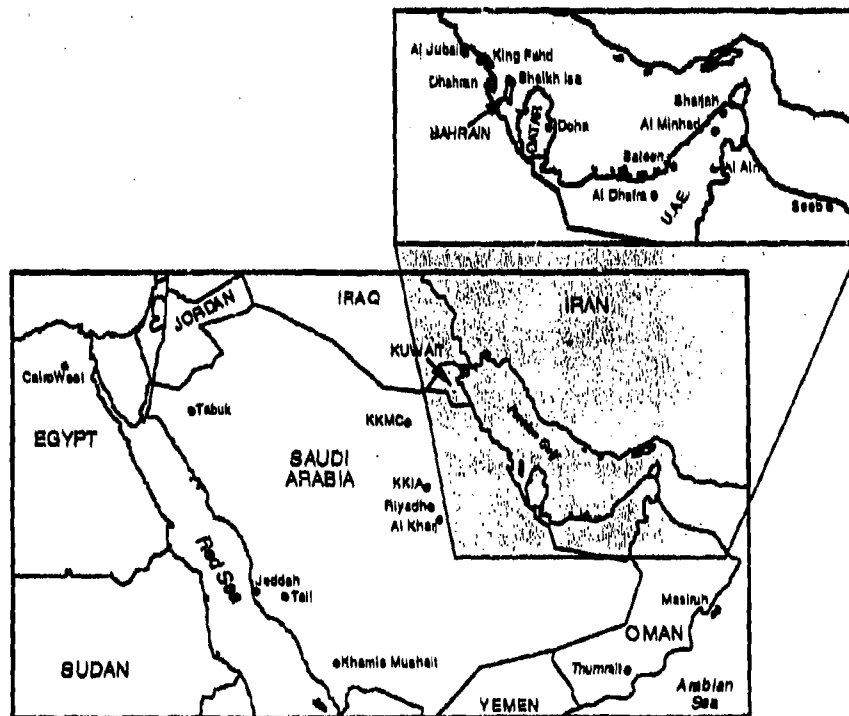 Al Jubail
King Fahd
Dhahran
Shaikh Isa
BAHRAIN
QATAR
Doha
Sharjah
Al Minhad
Bateen
Al Ain
Al Dhafra
U.A.E.
Seeb
JORDAN
IRAQ
IRAN
KUWAIT
Cairo West
Tabuk
EGYPT
KKMC
SAUDI
ARABIA
Persian Gulf
KKIA
Riyadh
Al Kharj
Red Sea
Jeddah
Taif
Masirah
OMAN
Khamis Mushait
SUDAN
Thumrait
YEMEN
Arabian
Sea